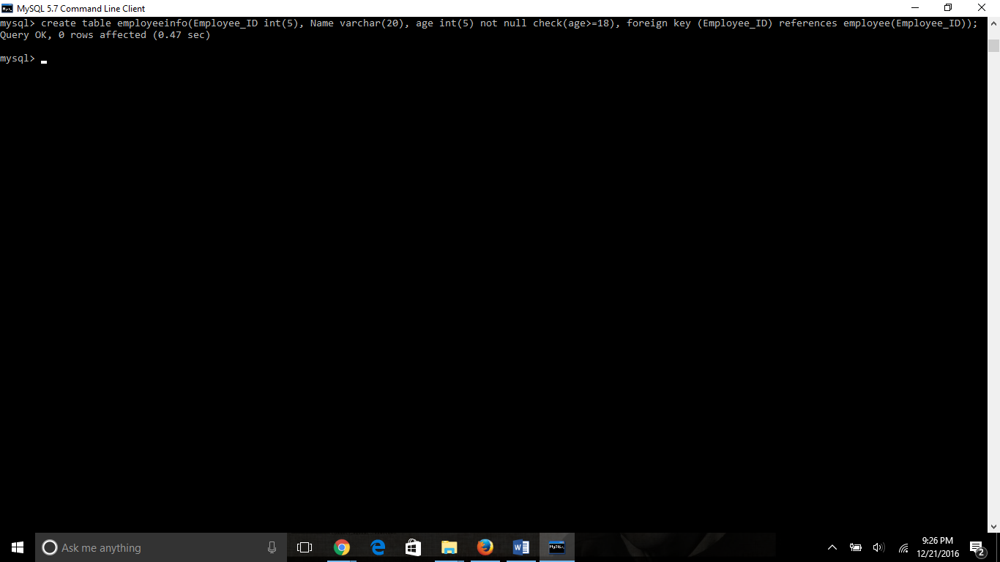 MySQL 5.7 Command Line Client
mysql> create table employeeinfo(Employee_ID int(5), Name varchar(20), age int(5) not null check(age>=18), foreign key (Employee_ID) references employee(Employee_ID));
Query OK, 0 rows affected (0.47 sec)
mysql>
Ask me anything
MySQL
9:26 PM
12/21/2016
2